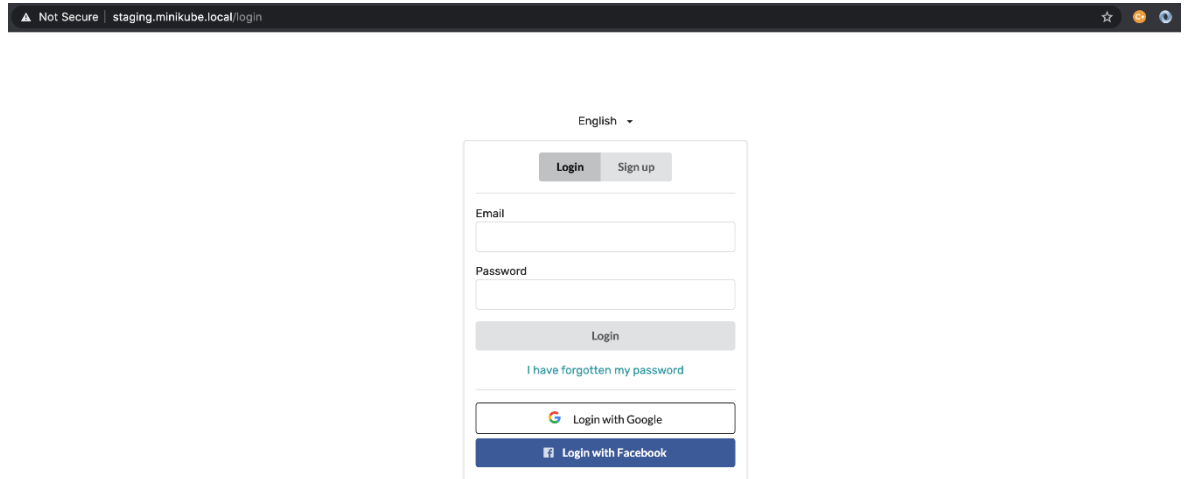 Not Secure staging.minikube.local/login
English
Login Sign up
Email
Password
Login
I have forgotten my password
Login with Google
Login with Facebook